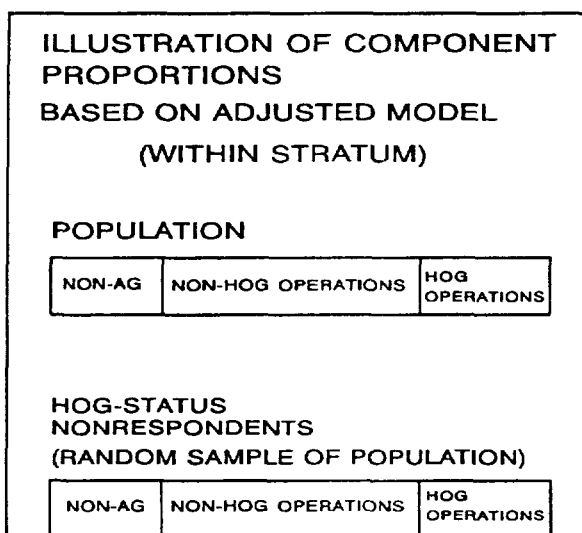 ILLUSTRATION OF COMPONENT
PROPORTIONS
BASED ON ADJUSTED MODEL
(WITHIN STRATUM)
POPULATION
NON-AG
NON-HOG OPERATIONS
HOG
OPERATIONS
HOG-STATUS
NONRESPONDENTS
(RANDOM SAMPLE OF POPULATION)
NON-AG
NON-HOG OPERATIONS
HOG
OPERATIONS